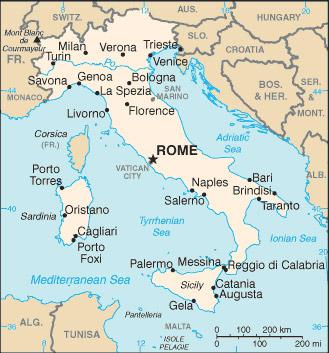 SWITZ.
AUSTRIA
HUNGARY
Mont Blanc
de
Courmayeur
FR.
Milan
Turin
Verona
Trieste
Venice
SLO.
CROATIA
Savona
Genoa
Bologna
MONACO
La Spezia
SAN
MARINO
BOS. &
HER.
Livorno
Florence
Corsica
(FR.)
Adriatic
Sea
ROME
VATICAN
CITY
Porto
Torres
Naples
Salerno
Bari
Brindisi
Taranto
40
40
Sardinia
Oristano
Tyrrhenian
Sea
Cagliari
Porto
Foxi
Ionian Sea
Mediterranean Sea
Palermo
Messina
Reggio di Calabria
Sicily
Catania
Augusta
Gela
ALG.
TUNISIA
Pantelleria
MALTA
ISOLE
PELAGIE
0 100 200 km
0 100 200 mi